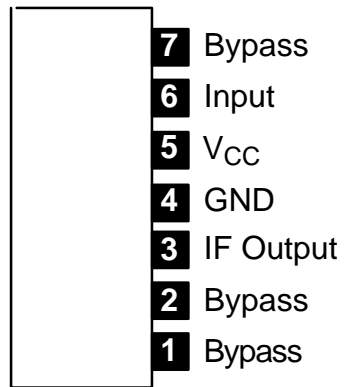 7 Bypass
6 Input
5 VCC
4 GND
3 IF Output
2 Bypass
1 Bypass